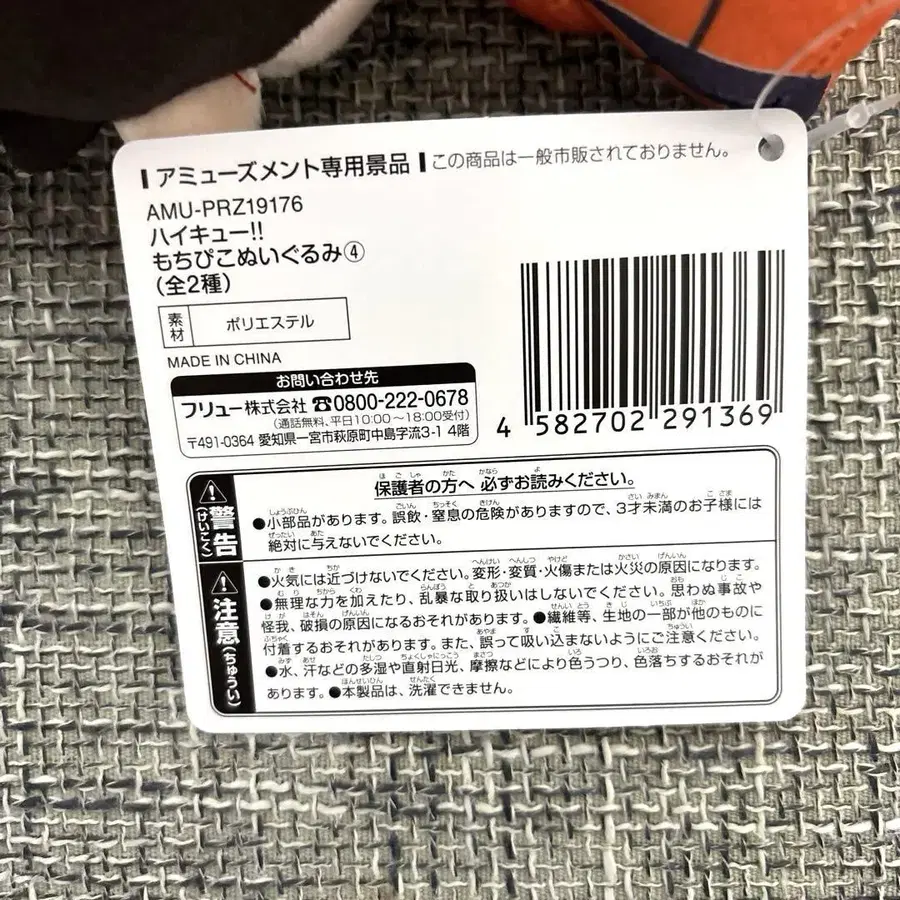 アミューズメント専用景品 この商品は一般市販されておりません。
AMU-PRZ19176
ハイキュー!!
もちぴこぬいぐるみ④
(全2種)
素材 ポリエステル
MADE IN CHINA
お問い合わせ先
フリュー株式会社 ☎0800-222-0678
(通話無料、平日10:00~18:00受付)
〒491-0364 愛知県一宮市萩原町中島字流3-1 4階
4 582702 291369
保護者の方へ 必ずお読みください。
警告(けいこく)
●小部品があります。誤飲・窒息の危険がありますので、3才未満のお子様には
絶対に与えないでください。
注意(ちゅうい)
●火気には近づけないでください。変形・変質・火傷または火災の原因になります。
●無理な力を加えたり、乱暴な取り扱いはしないでください。思わぬ事故や
怪我、破損の原因になるおそれがあります。●繊維等、生地の一部が他のものに
付着するおそれがあります。また、誤って吸い込まないようにご注意ください。
●水、汗などの多湿や直射日光、摩擦などにより色うつり、色落ちするおそれが
あります。●本製品は、洗濯できません。